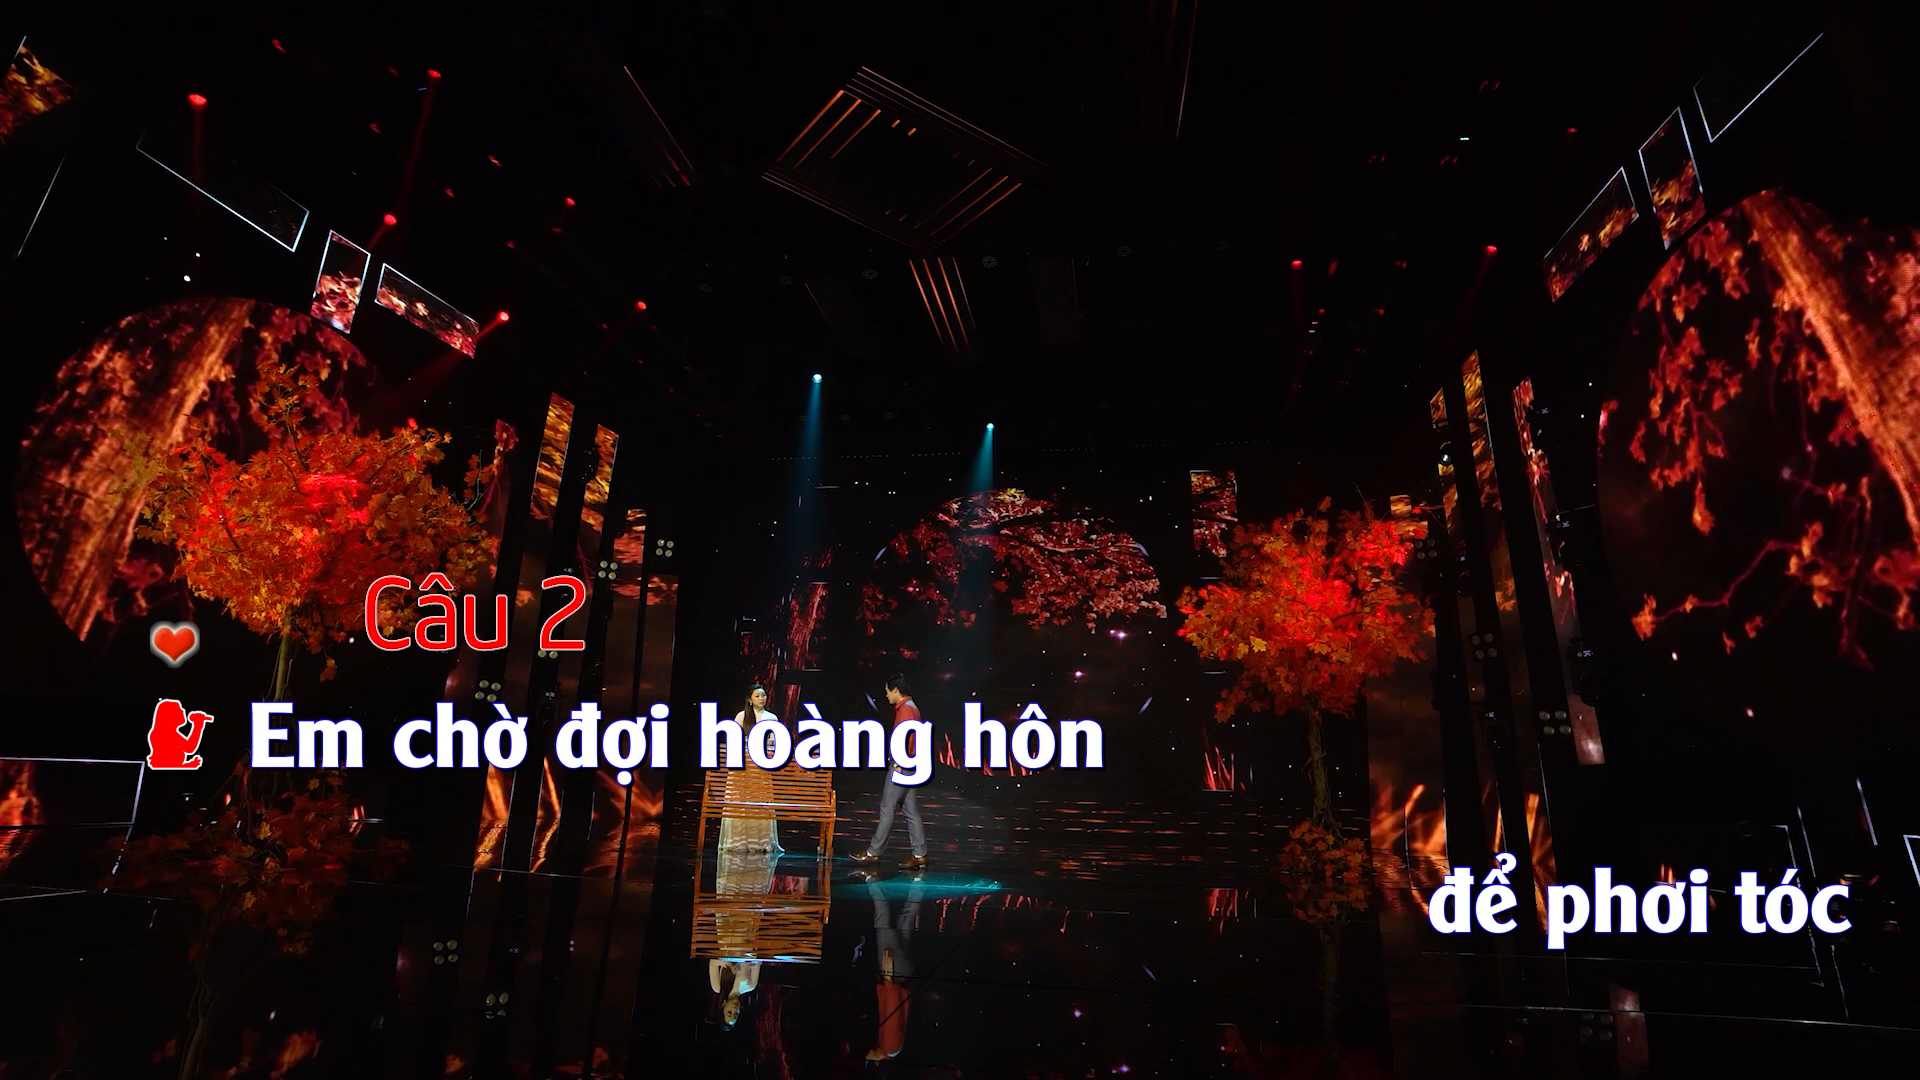 Câu 2
Em chờ đợi hoàng hôn
để phơi tóc